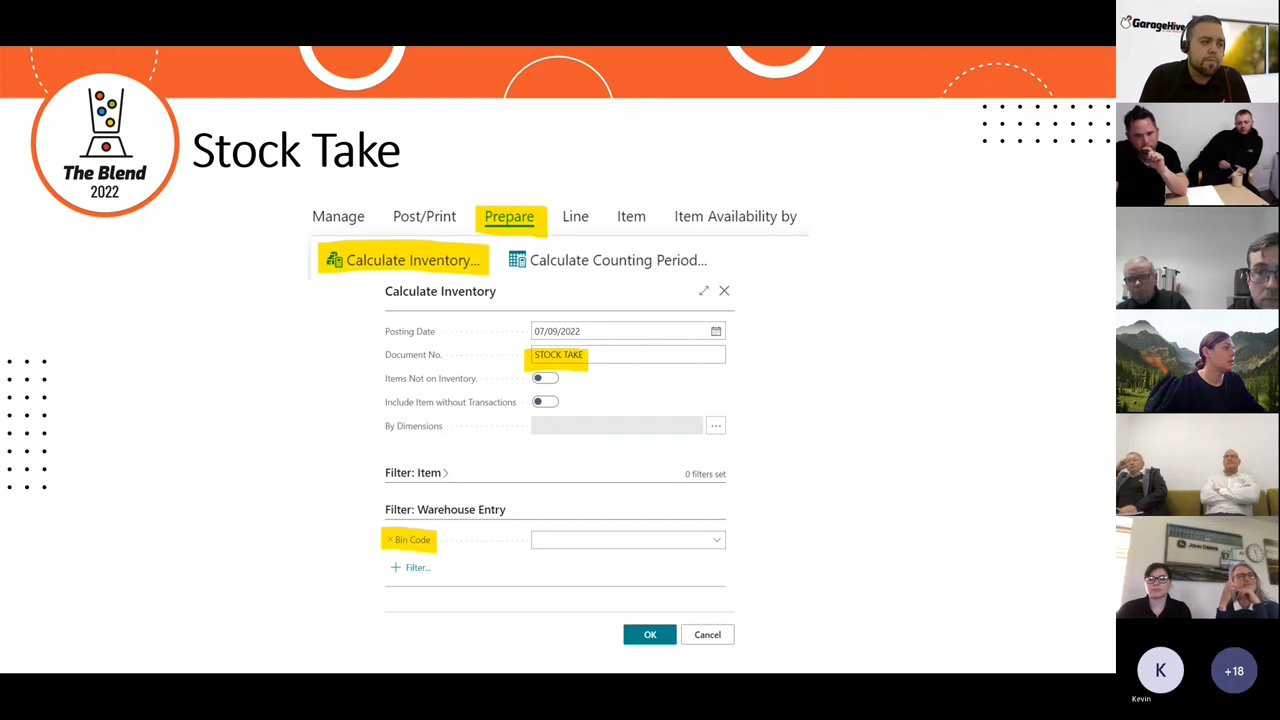 The Blend
2022
Stock Take
Manage Post/Print Prepare Line Item Item Availability by
Calculate Inventory... Calculate Counting Period...
Calculate Inventory
Posting Date 07/09/2022
Document No. STOCK TAKE
Items Not on Inventory.
Include Item without Transactions
By Dimensions ...
Filter: Item
0 filters set
Filter: Warehouse Entry
× Bin Code
+ Filter...
OK Cancel
GarageHive
JOHN DEERE
K
+18
Kevin